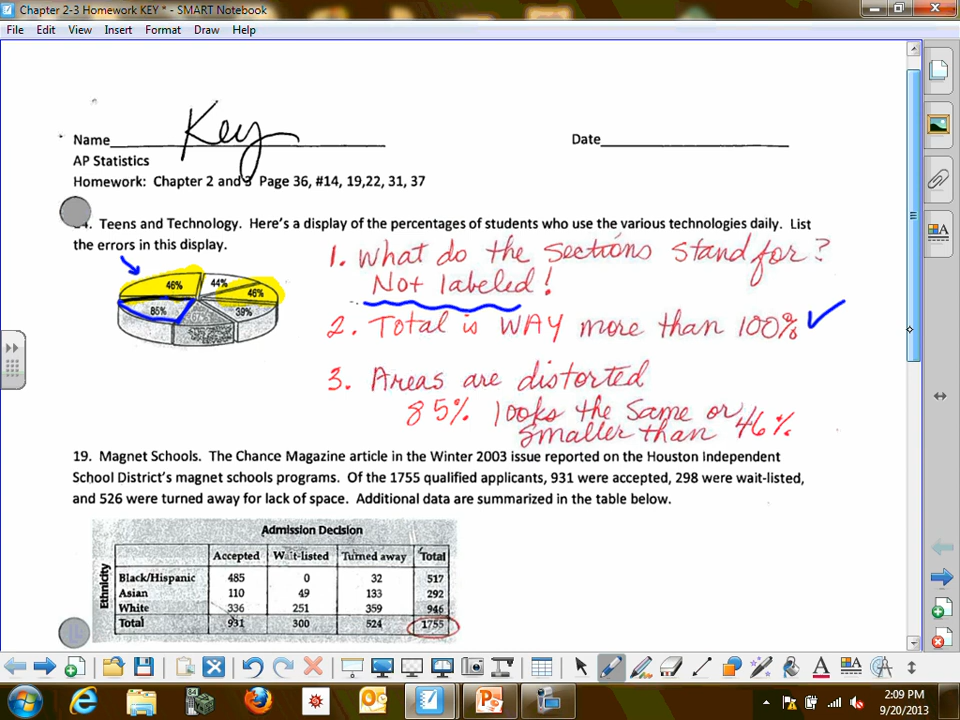 Chapter 2-3 Homework KEY * - SMART Notebook
File Edit View Insert Format Draw Help
Key
Name
Date
AP Statistics
Homework: Chapter 2 and 3 Page 36, #14, 19,22, 31, 37
Teens and Technology. Here's a display of the percentages of students who use the various technologies daily. List
the errors in this display.
1. What do the sections stand for?
Not labeled!
46% 44%
46%
85% 39%
2. Total is WAY more than 100%
3. Areas are distorted
85% looks the same or
smaller than 46%
19. Magnet Schools. The Chance Magazine article in the Winter 2003 issue reported on the Houston Independent
School District's magnet schools programs. Of the 1755 qualified applicants, 931 were accepted, 298 were wait-listed,
and 526 were turned away for lack of space. Additional data are summarized in the table below.
Admission Decision
Accepted Wait-listed Turned away Total
Ethnicity
Black/Hispanic 485 0 32 517
Asian 110 49 133 292
White 336 251 359 946
Total 931 300 524 1755
2:09 PM
9/20/2013